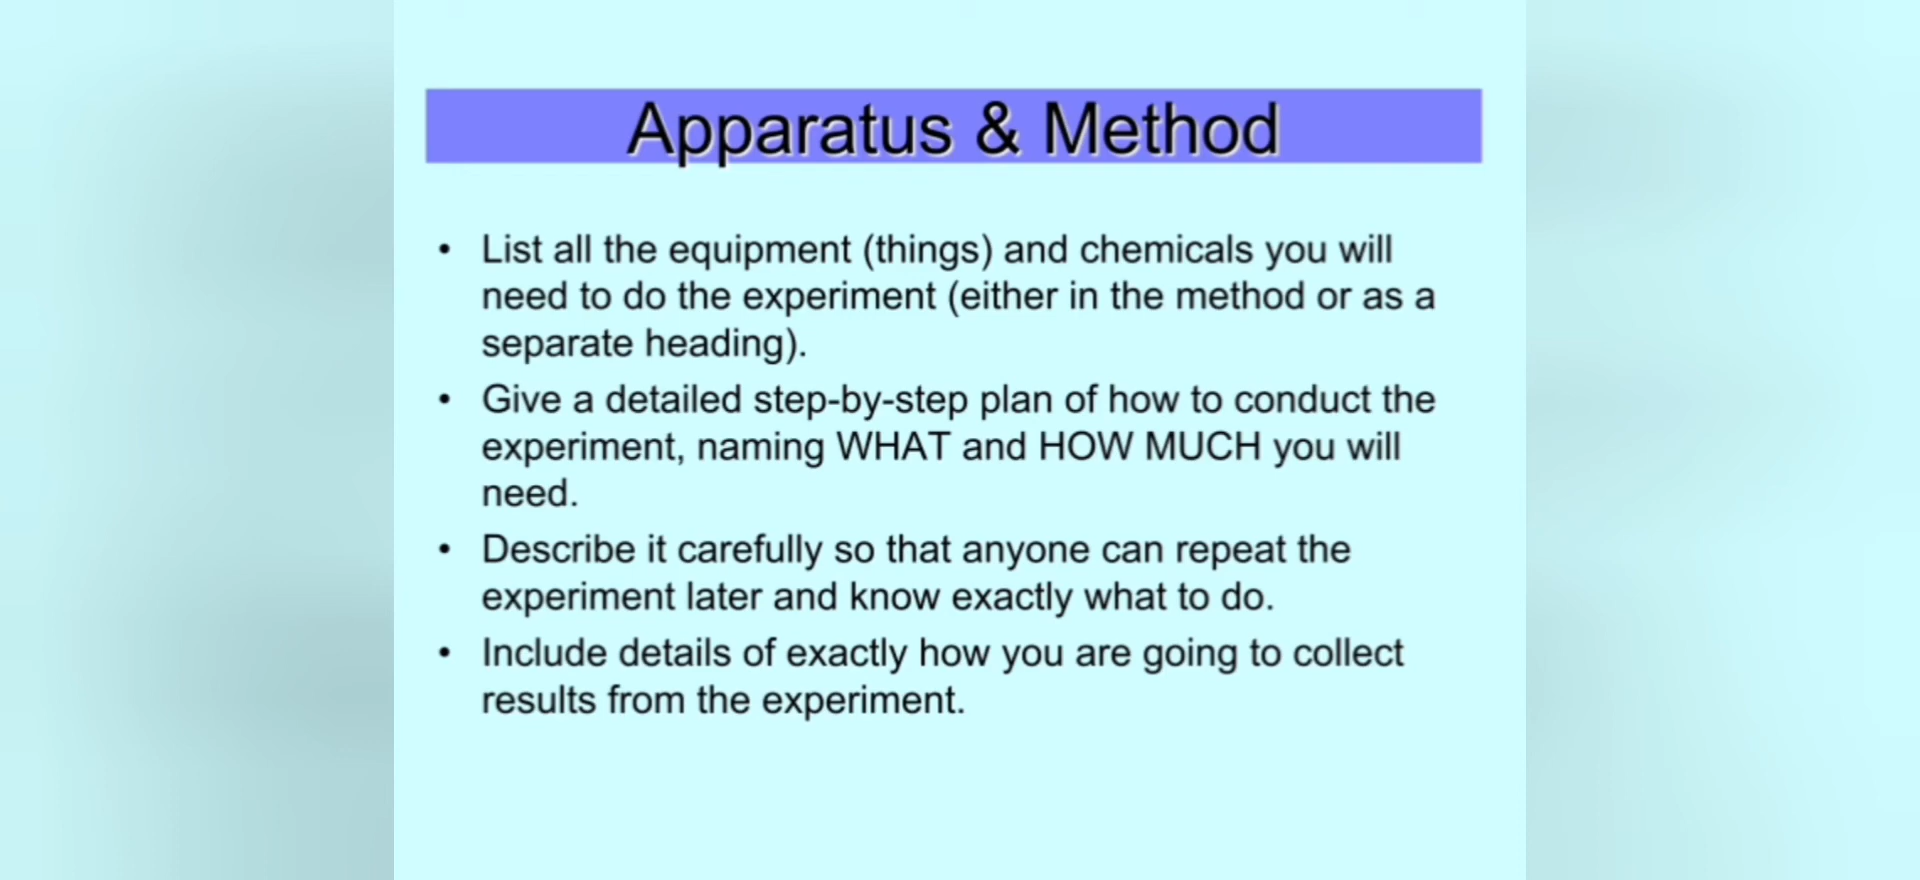 Apparatus & Method
• List all the equipment (things) and chemicals you will
need to do the experiment (either in the method or as a
separate heading).
• Give a detailed step-by-step plan of how to conduct the
experiment, naming WHAT and HOW MUCH you will
need.
• Describe it carefully so that anyone can repeat the
experiment later and know exactly what to do.
• Include details of exactly how you are going to collect
results from the experiment.